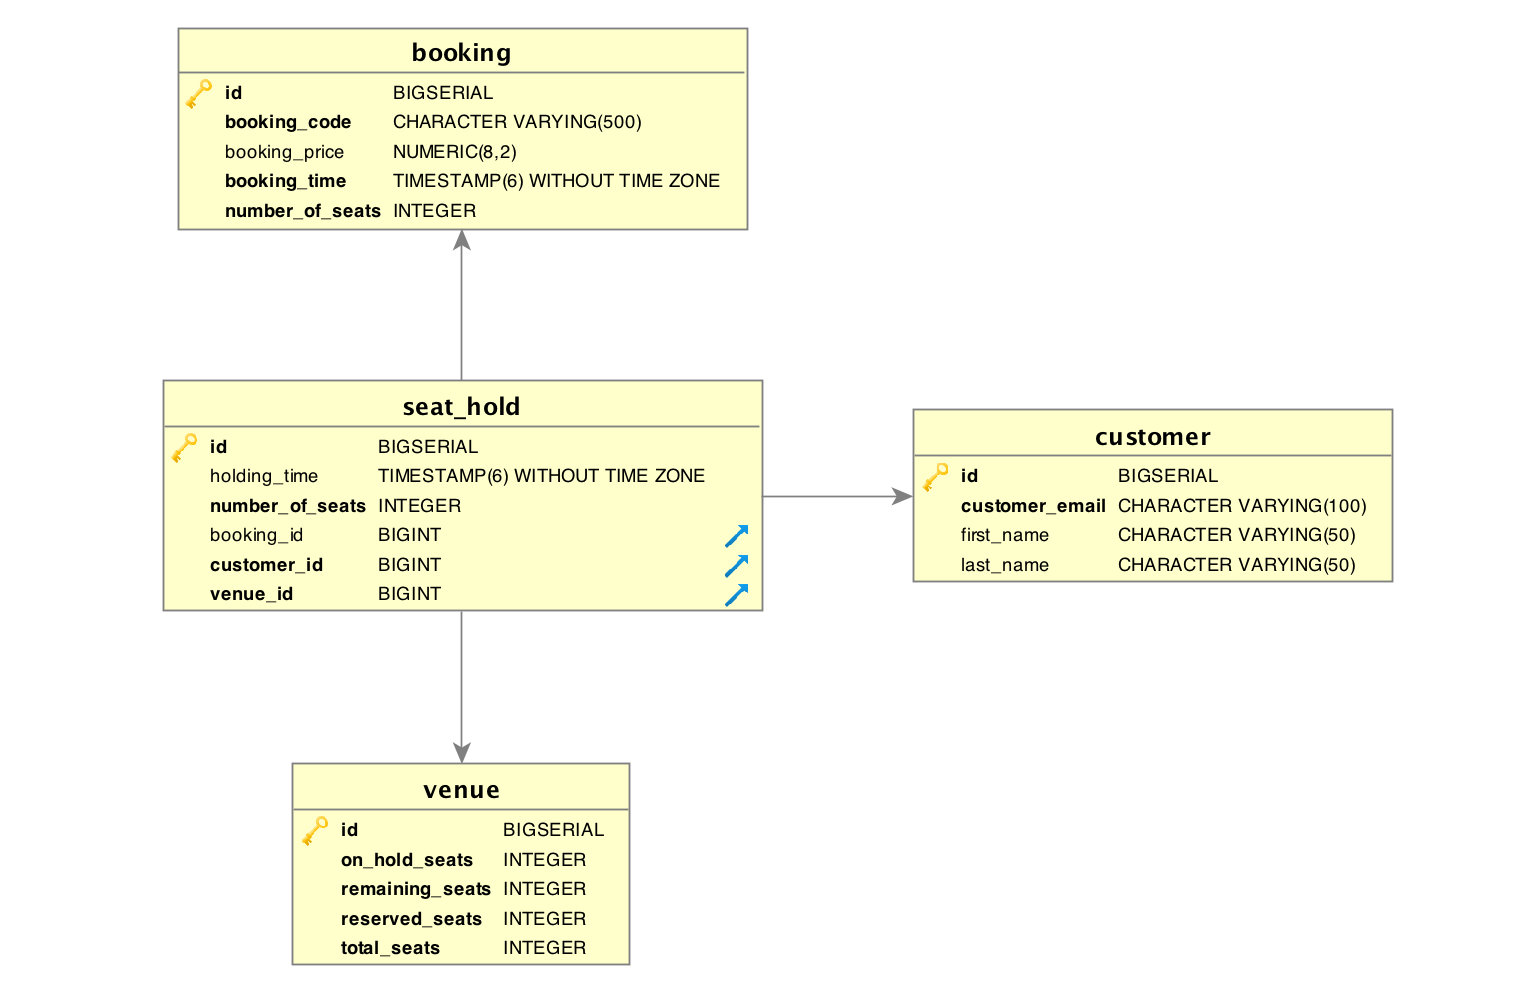 booking
id BIGSERIAL
booking_code CHARACTER VARYING(500)
booking_price NUMERIC(8,2)
booking_time TIMESTAMP(6) WITHOUT TIME ZONE
number_of_seats INTEGER
seat_hold
id BIGSERIAL
holding_time TIMESTAMP(6) WITHOUT TIME ZONE
number_of_seats INTEGER
booking_id BIGINT
customer_id BIGINT
venue_id BIGINT
customer
id BIGSERIAL
customer_email CHARACTER VARYING(100)
first_name CHARACTER VARYING(50)
last_name CHARACTER VARYING(50)
venue
id BIGSERIAL
on_hold_seats INTEGER
remaining_seats INTEGER
reserved_seats INTEGER
total_seats INTEGER